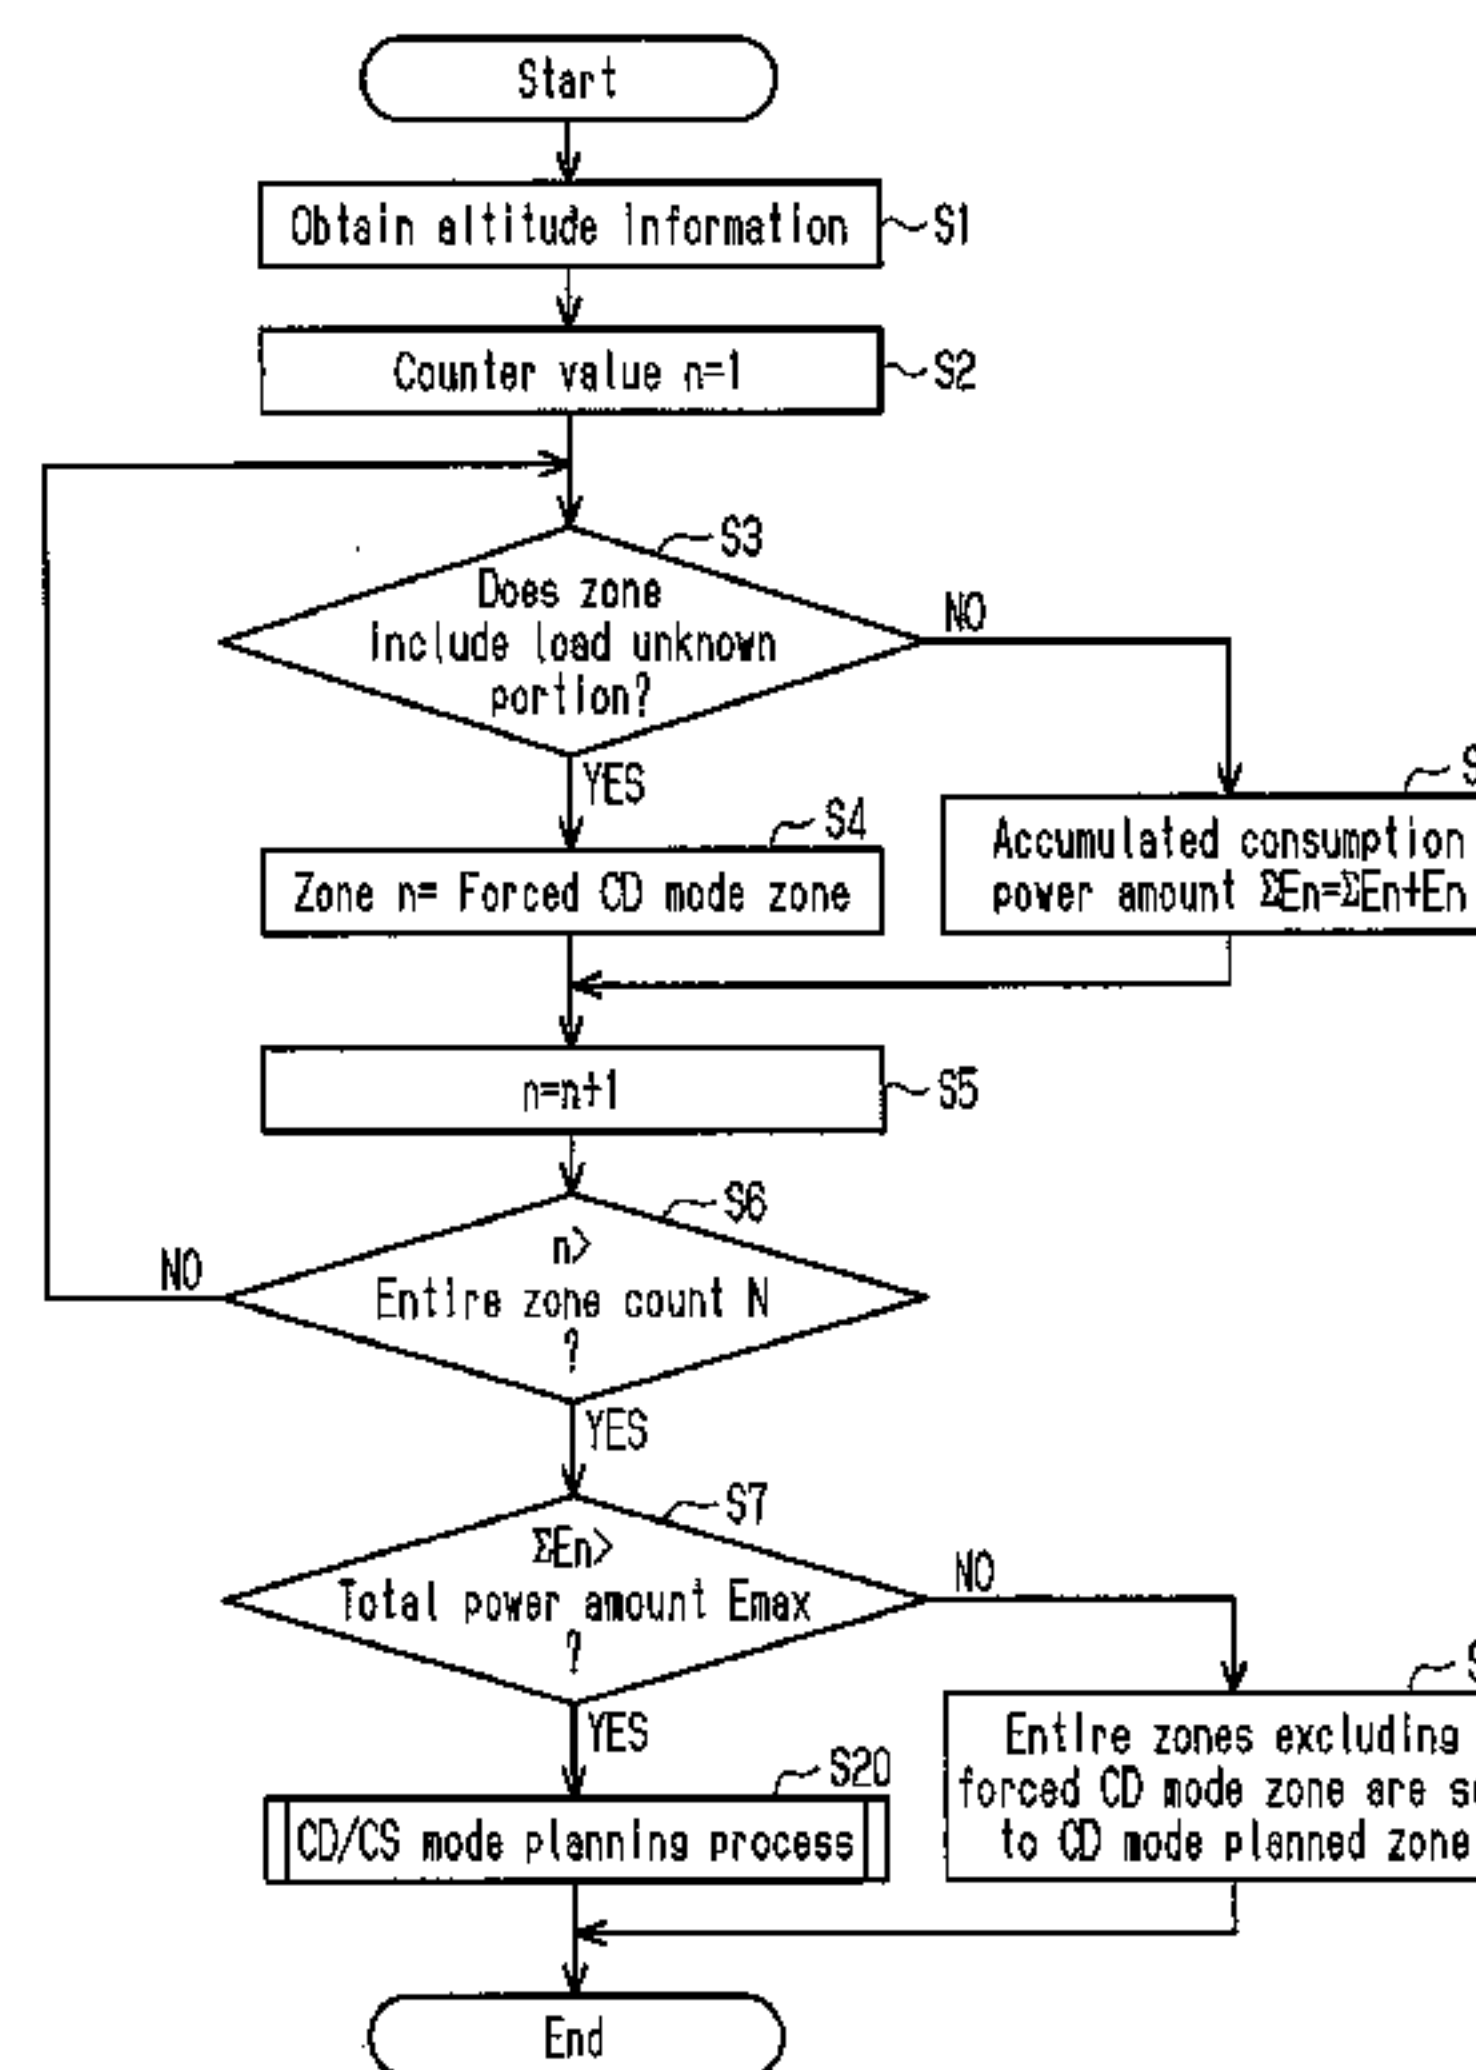 Start
Obtain altitude information
S1
Counter value n=1
S2
S3
Does zone
include load unknown
portion?
NO
YES
S4
Zone n= Forced CD mode zone
Accumulated consumption
power amount ΣEn=ΣEn+En
n=n+1
S5
S6
n>
Entire zone count N
?
NO
YES
S7
ΣEn>
Total power amount Emax
?
NO
YES
S20
CD/CS mode planning process
Entire zones excluding
forced CD mode zone are
to CD mode planned zone
End